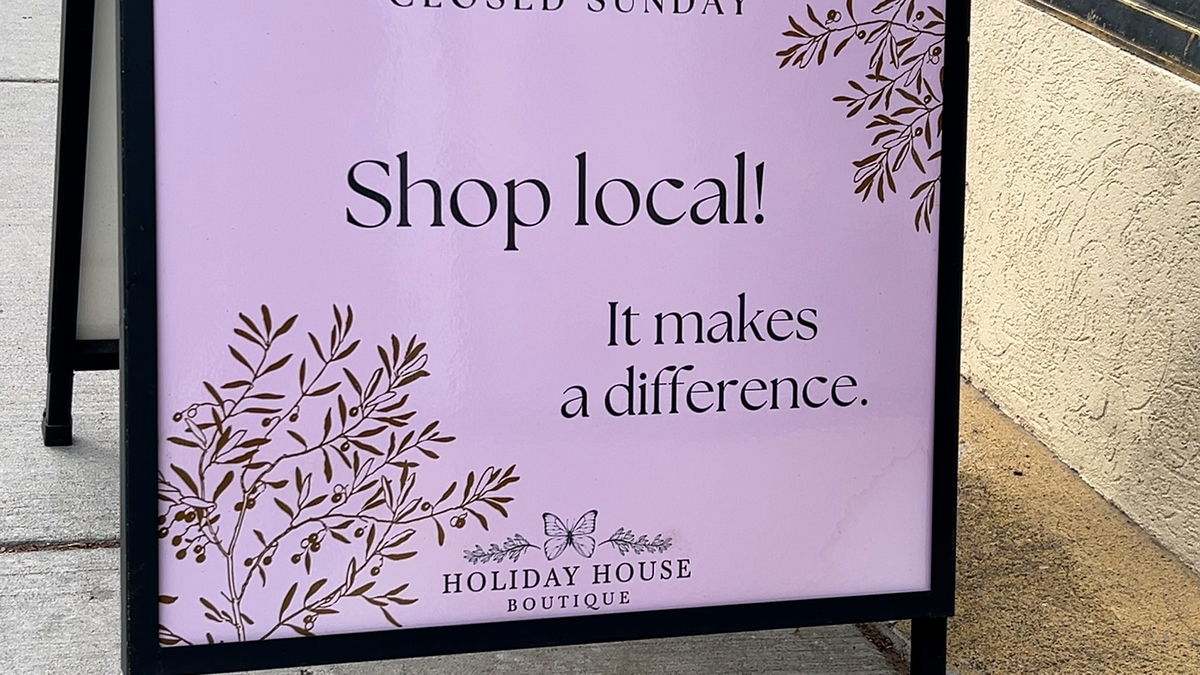 CLOSED SUNDAY
Shop local!
It makes
a difference.
HOLIDAY HOUSE
BOUTIQUE